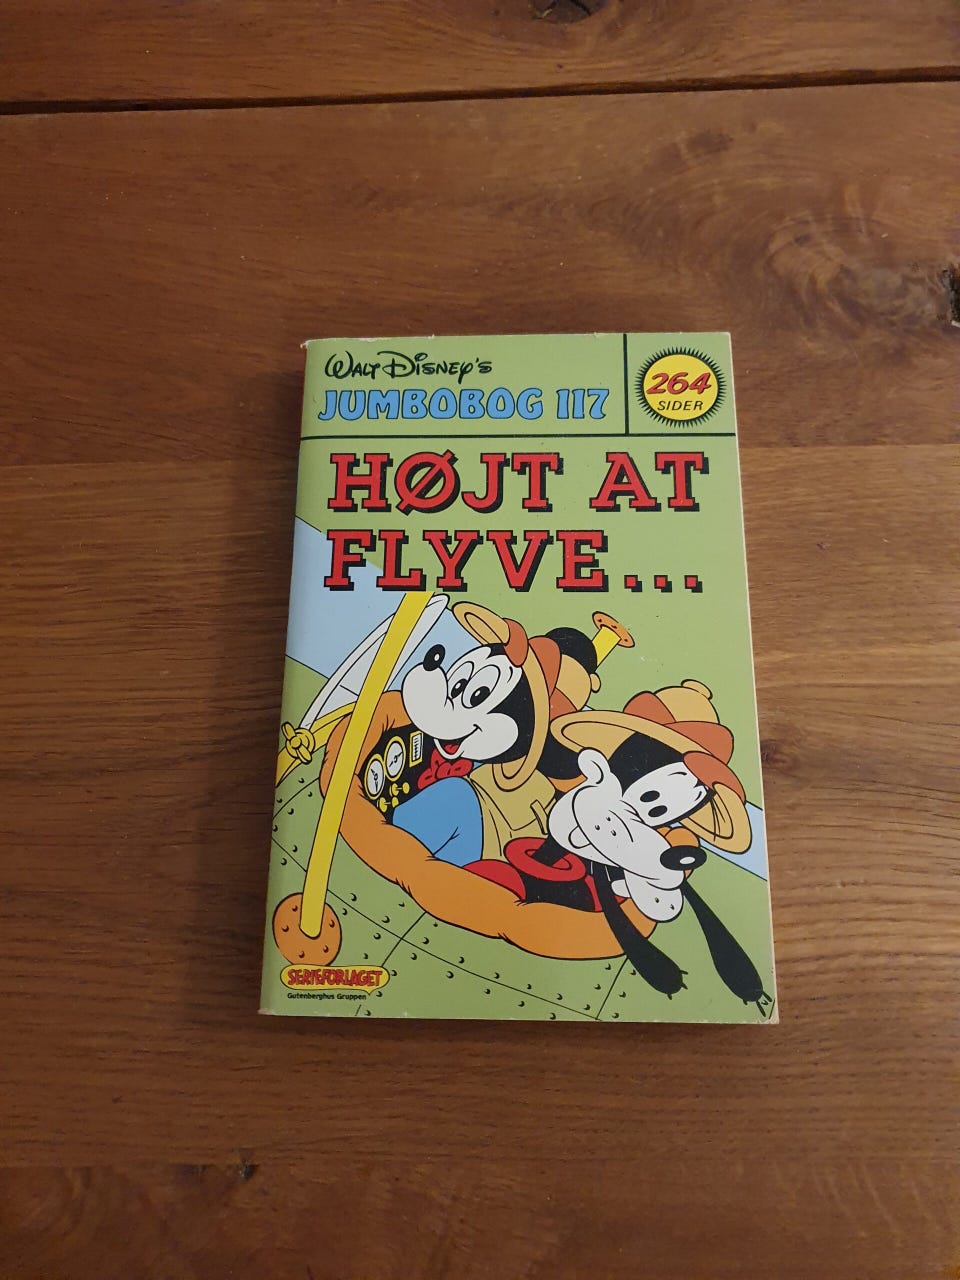 WALT DISNEY'S
JUMBOBOG 117
264
SIDER
HØJT AT
FLYVE...
SERIEFORLAGET
Gutenberghus Gruppen